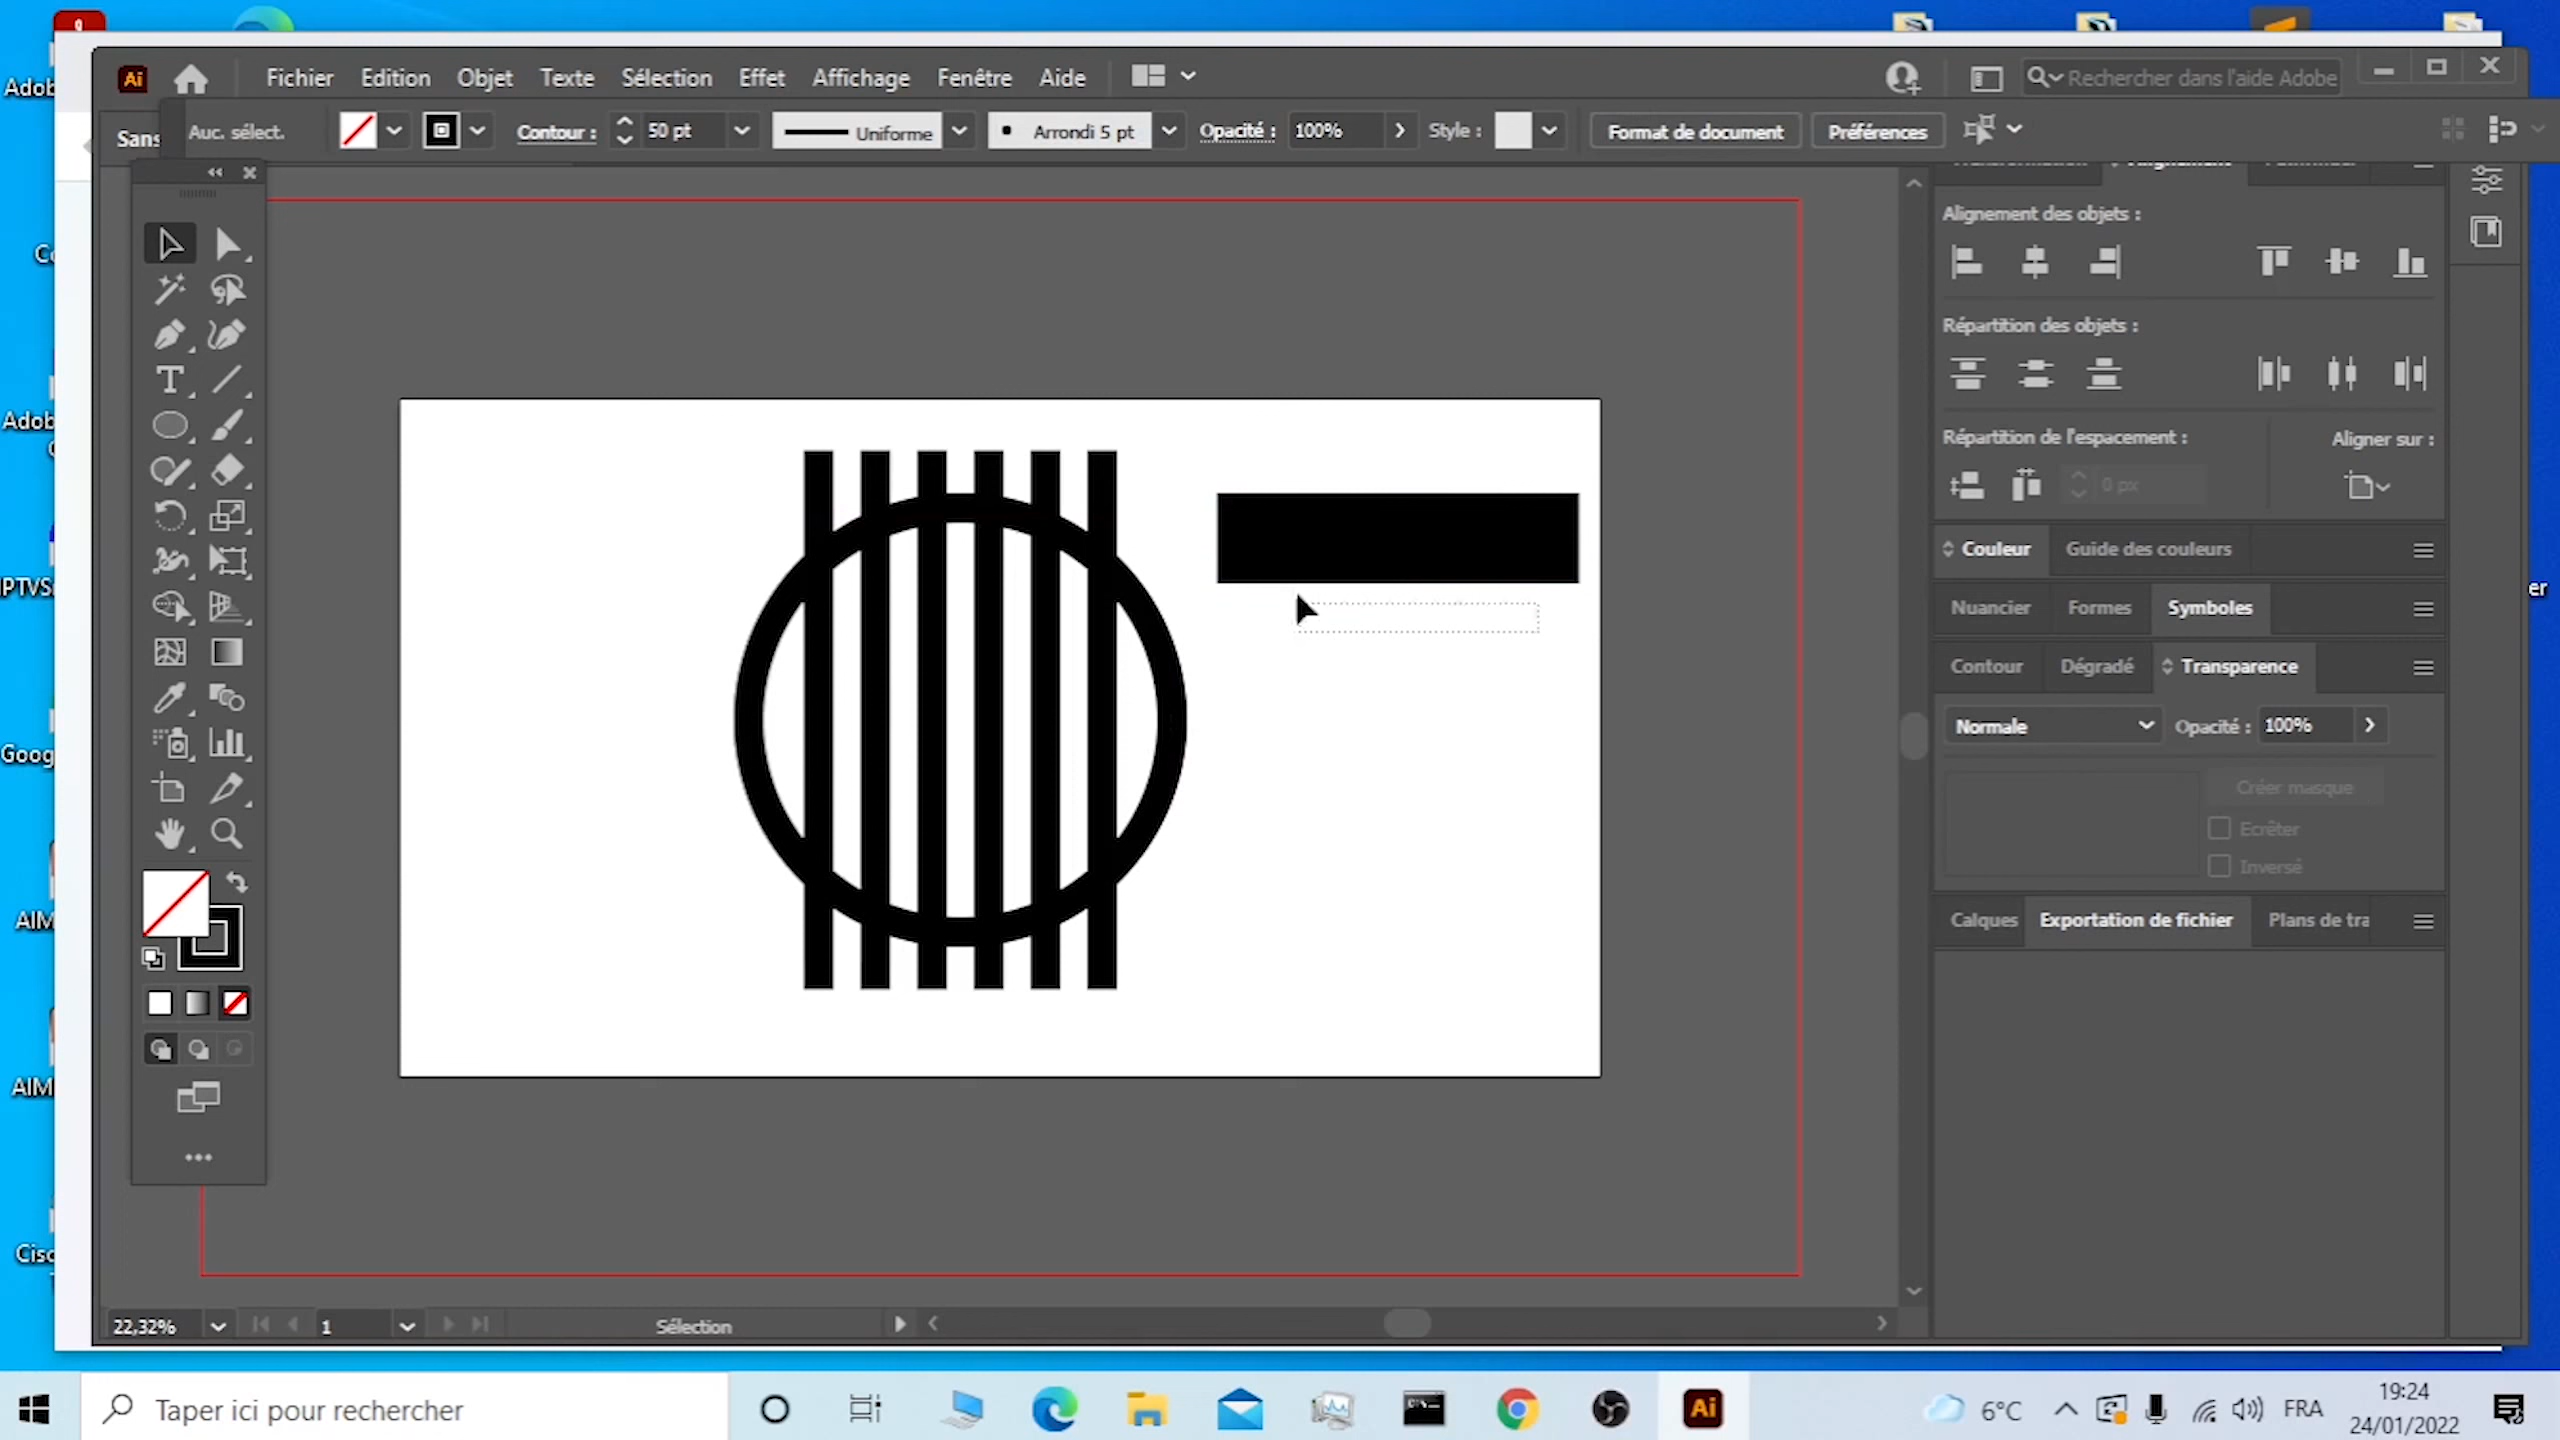 Adob
Ai
Fichier Edition Objet Texte Sélection Effet Affichage Fenêtre Aide
Rechercher dans l'aide Adobe
Sans
Auc. sélect.
Contour : 50 pt Uniforme Arrondi 5 pt Opacité : 100% Style : Format de document Préférences
Alignement des objets :
Répartition des objets :
Répartition de l'espacement : Aligner sur :
0 px
Couleur Guide des couleurs
Nuancier Formes Symboles
Contour Dégradé Transparence
Normale Opacité : 100%
Créer masque
Ecrêter
Inversé
Calques Exportation de fichier Plans de tra
Co
Adob
C
IPTVS
Goog
AIM
AIM
Cisc
er
22,32% 1 Sélection
Taper ici pour rechercher
Ai
6°C FRA 19:24
24/01/2022